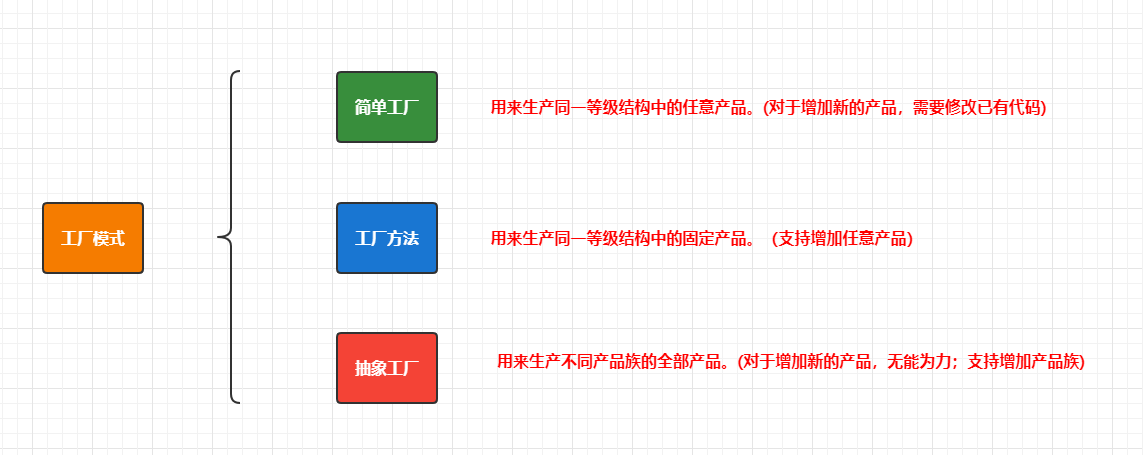 简单工厂
用来生产同一等级结构中的任意产品。(对于增加新的产品，需要修改已有代码)
工厂模式
工厂方法
用来生产同一等级结构中的固定产品。（支持增加任意产品）
抽象工厂
用来生产不同产品族的全部产品。(对于增加新的产品，无能为力；支持增加产品族)